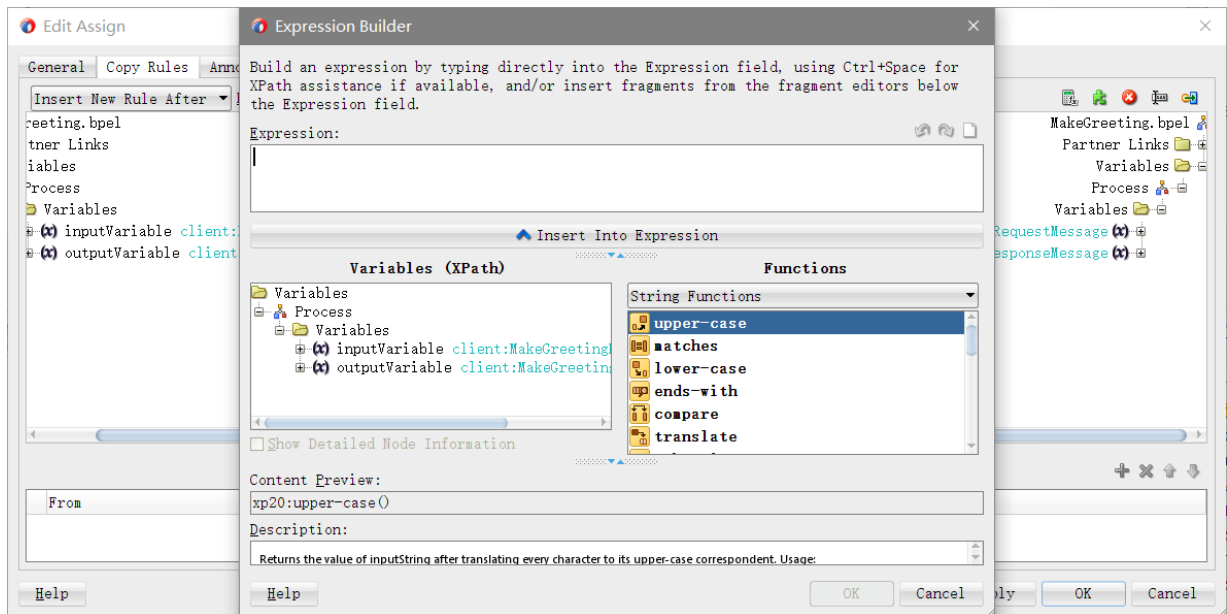 Edit Assign
Expression Builder
General
Copy Rules
Build an expression by typing directly into the Expression field, using Ctrl+Space for
XPath assistance if available, and/or insert fragments from the fragment editors below
the Expression field.
Insert New Rule After
Expression:
reeting.bpel
tner Links
iables
Process
Variables
inputVariable client:
outputVariable client
MakeGreeting.bpel
Partner Links
Variables
Process
Variables
RequestMessage
esponseMessage
Insert Into Expression
Variables (XPath)
Functions
Variables
Process
Variables
inputVariable client:MakeGreeting
outputVariable client:MakeGreetin
String Functions
upper-case
matches
lower-case
ends-with
compare
translate
Show Detailed Node Information
Content Preview:
xp20:upper-case()
Description:
Returns the value of inputString after translating every character to its upper-case correspondent. Usage:
From
Help
Help
OK
Cancel
ly
OK
Cancel